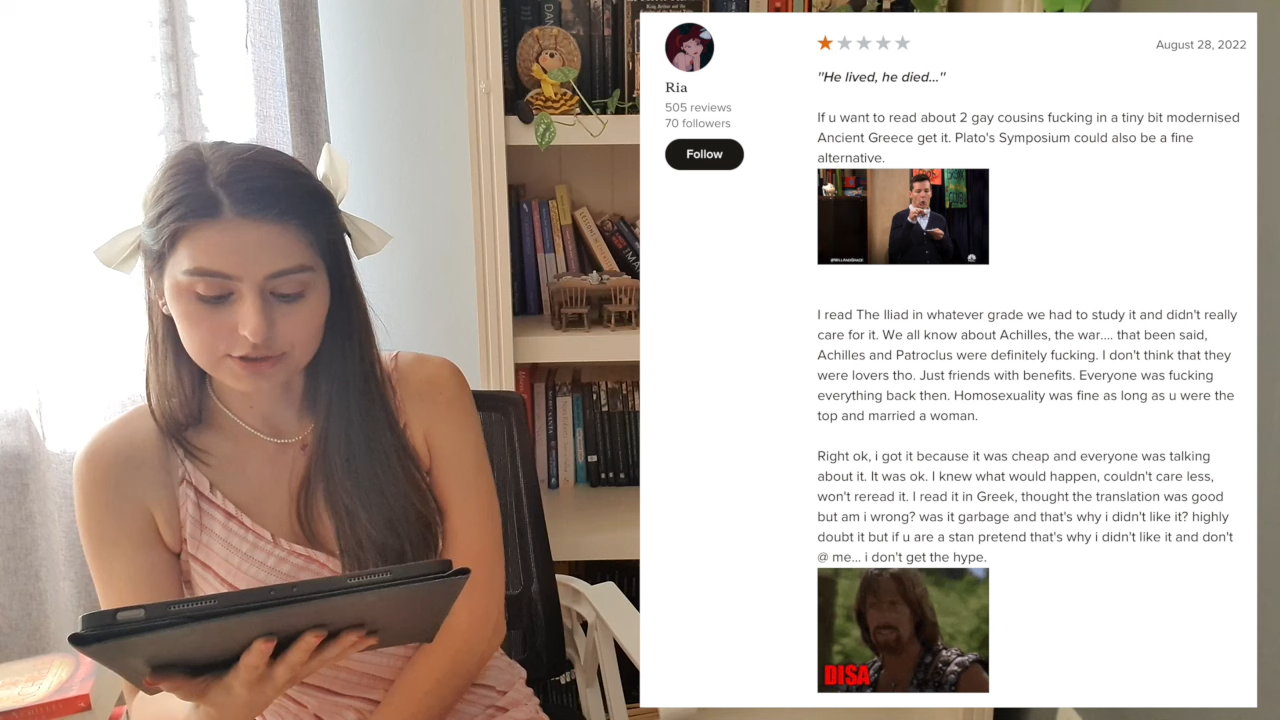 August 28, 2022
Ria
505 reviews
70 followers
Follow
"He lived, he died..."
If u want to read about 2 gay cousins fucking in a tiny bit modernised
Ancient Greece get it. Plato's Symposium could also be a fine
alternative.
@WILLANDGRACE
I read The Iliad in whatever grade we had to study it and didn't really
care for it. We all know about Achilles, the war.... that been said,
Achilles and Patroclus were definitely fucking. I don't think that they
were lovers tho. Just friends with benefits. Everyone was fucking
everything back then. Homosexuality was fine as long as u were the
top and married a woman.
Right ok, i got it because it was cheap and everyone was talking
about it. It was ok. I knew what would happen, couldn't care less,
won't reread it. I read it in Greek, thought the translation was good
but am i wrong? was it garbage and that's why i didn't like it? highly
doubt it but if u are a stan pretend that's why i didn't like it and don't
@ me... i don't get the hype.
DISA